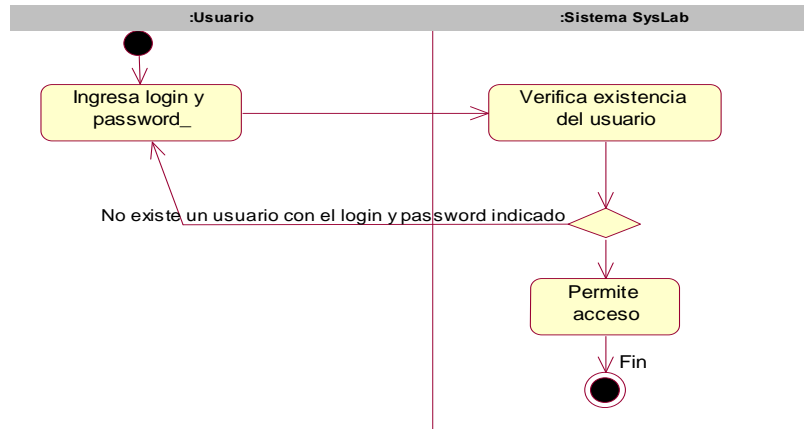 :Usuario
:Sistema SysLab
Ingresa login y
password_
Verifica existencia
del usuario
No existe un usuario con el login y password indicado
Permite
acceso
Fin